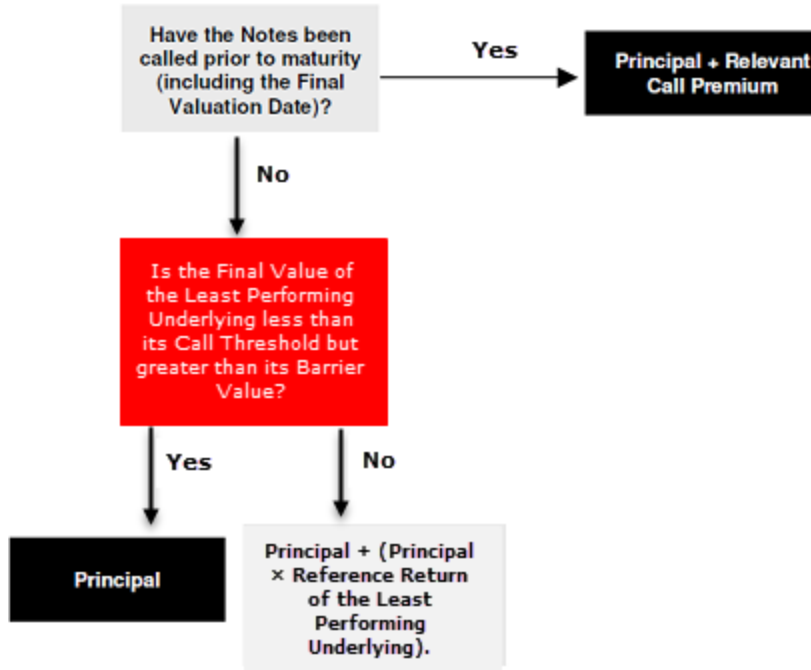 Have the Notes been
called prior to maturity
(including the Final
Valuation Date)?
Yes
Principal + Relevant
Call Premium
No
Is the Final Value of
the Least Performing
Underlying less than
its Call Threshold but
greater than its Barrier
Value?
Yes
No
Principal
Principal + (Principal
× Reference Return
of the Least
Performing
Underlying).